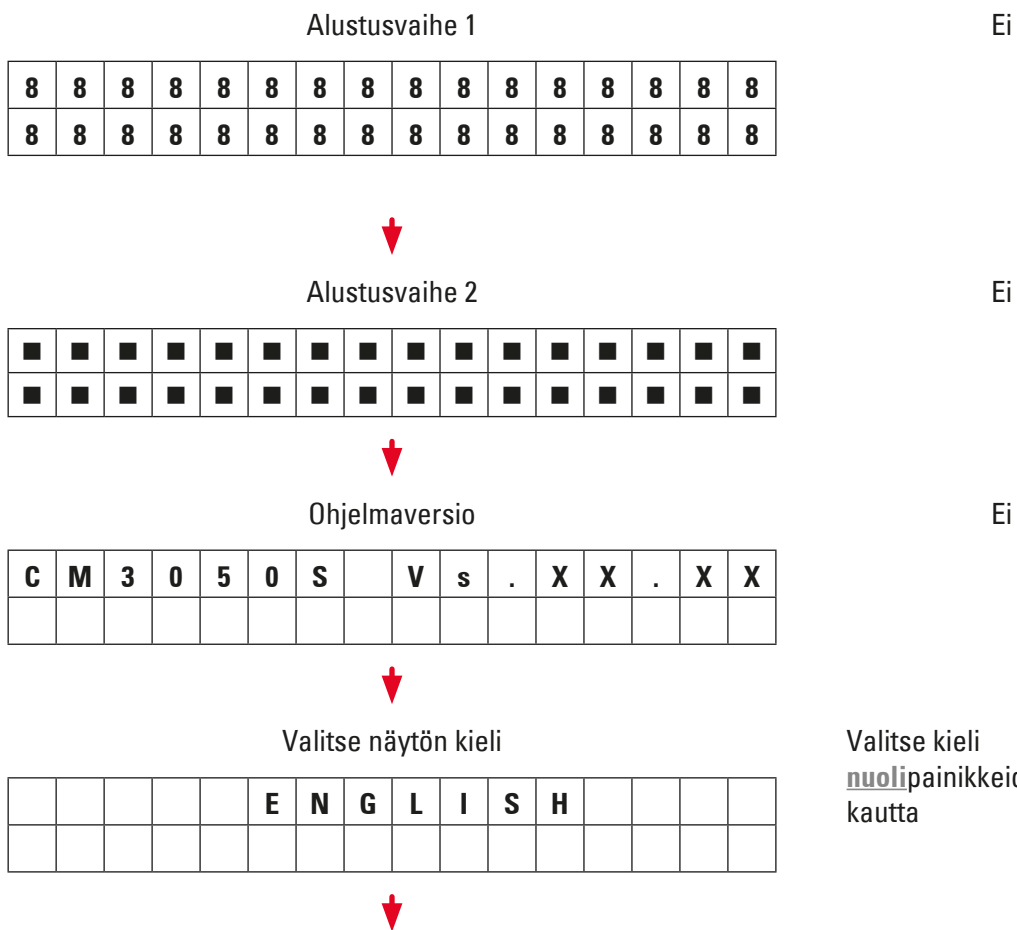 Alustusvaihe 1 Ei
8 8 8 8 8 8 8 8 8 8 8 8 8 8 8 8
8 8 8 8 8 8 8 8 8 8 8 8 8 8 8 8
Alustusvaihe 2 Ei
■ ■ ■ ■ ■ ■ ■ ■ ■ ■ ■ ■ ■ ■ ■ ■
■ ■ ■ ■ ■ ■ ■ ■ ■ ■ ■ ■ ■ ■ ■ ■
Ohjelmaversio Ei
C M 3 0 5 0 S V s . X X . X X
Valitse näytön kieli Valitse kieli
E N G L I S H nuolipainikkeid
kautta